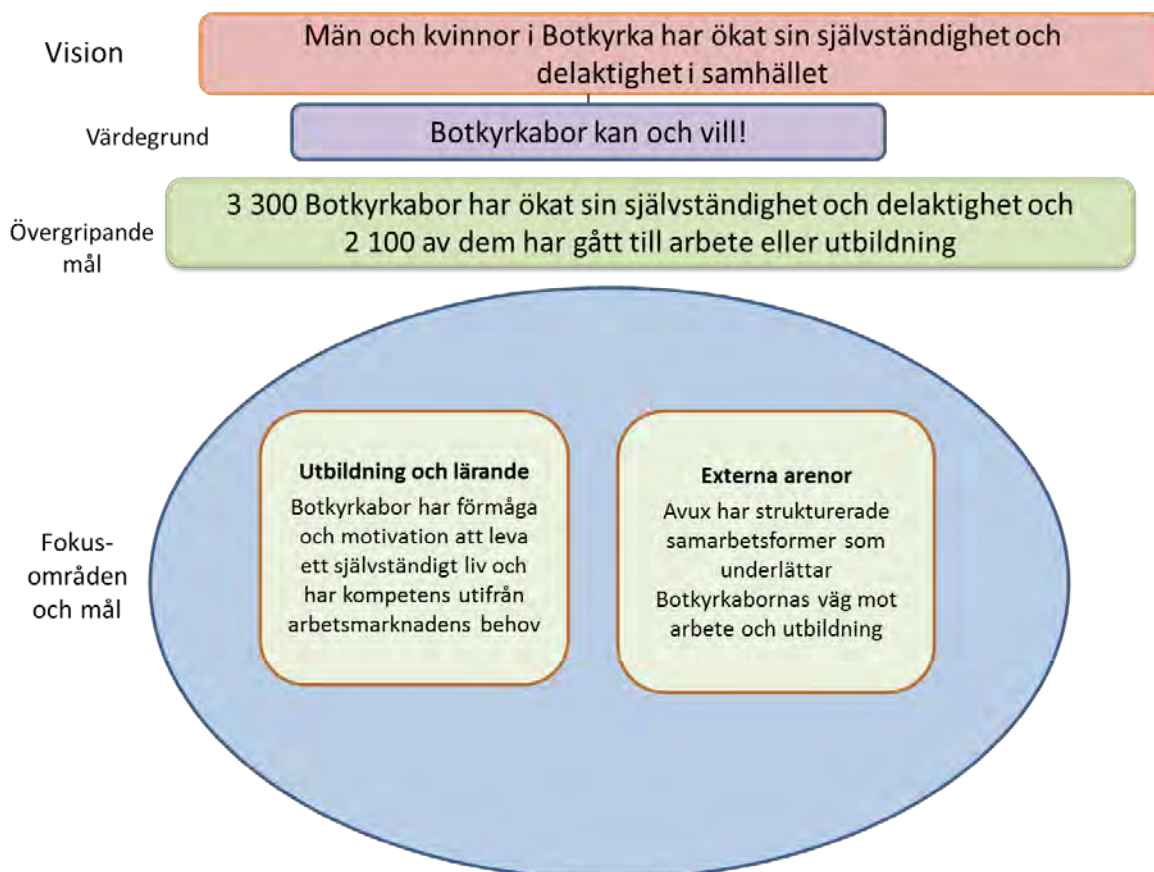 Vision
Män och kvinnor i Botkyrka har ökat sin självständighet och
delaktighet i samhället
Värdegrund
Botkyrkabor kan och vill!
Övergripande
mål
3 300 Botkyrkabor har ökat sin självständighet och delaktighet och
2 100 av dem har gått till arbete eller utbildning
Fokus-
områden
och mål
Utbildning och lärande
Botkyrkabor har förmåga
och motivation att leva
ett självständigt liv och
har kompetens utifrån
arbetsmarknadens behov
Externa arenor
Avux har strukturerade
samarbetsformer som
underlättar
Botkyrkabornas väg mot
arbete och utbildning